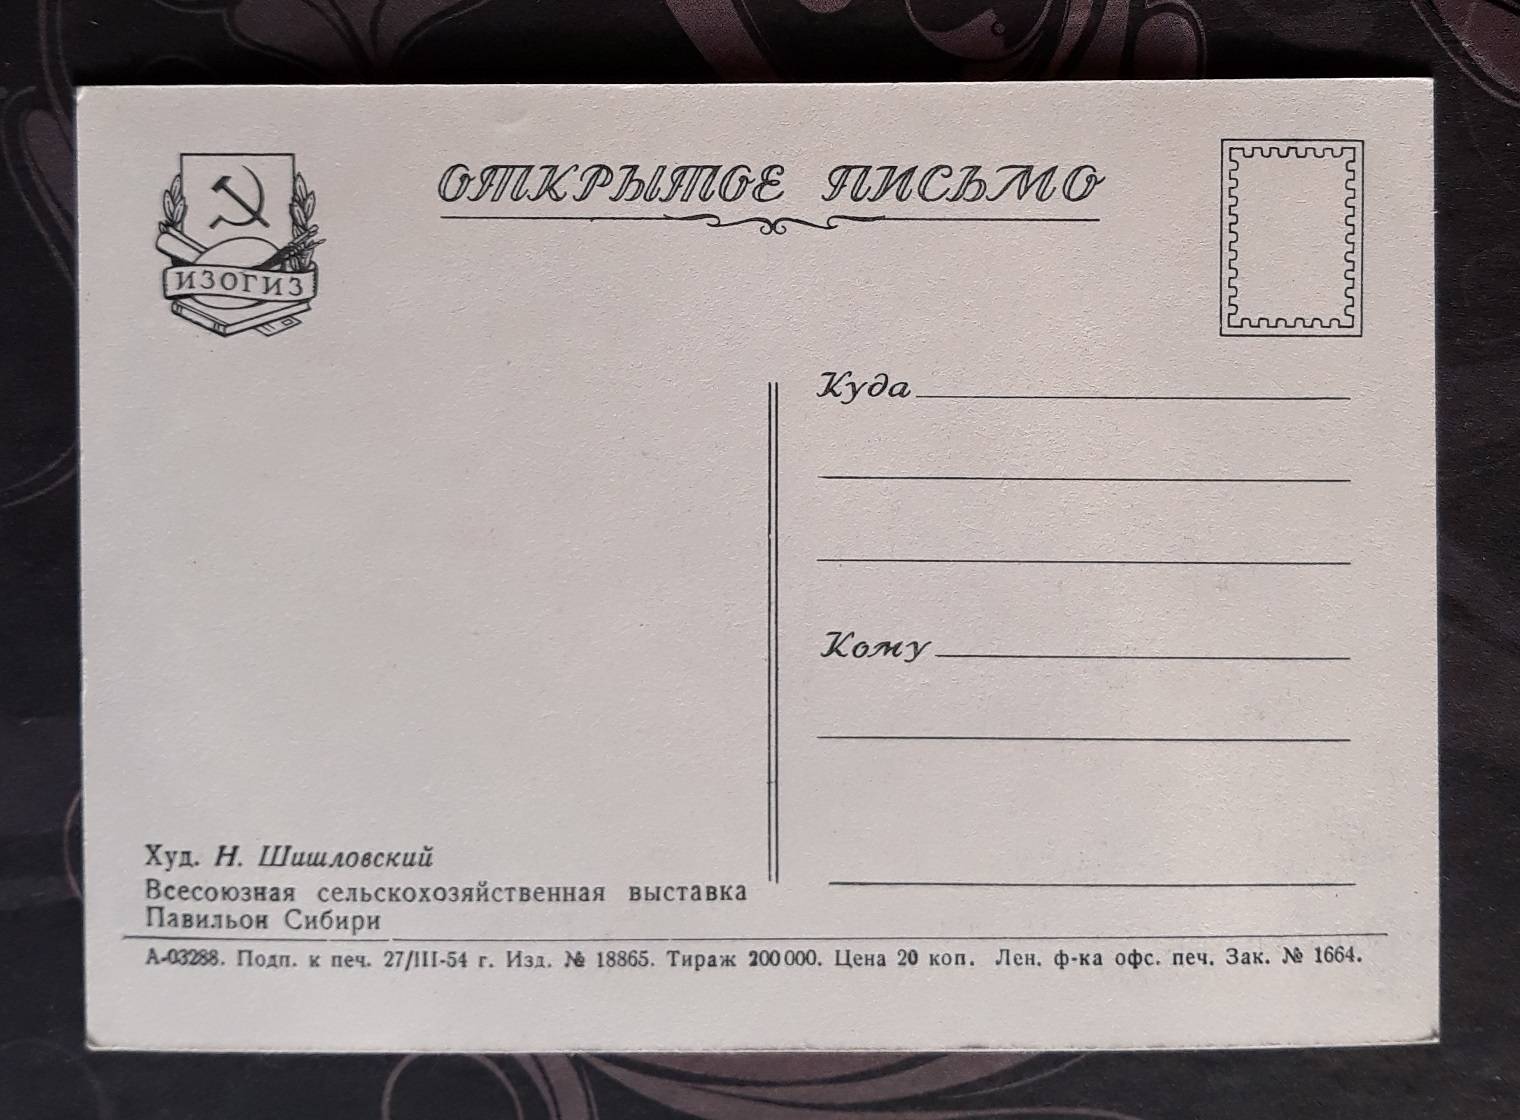 ОТКРЫТОЕ ПИСЬМО
ИЗОГИЗ
Куда
Кому
Худ. Н. Шишловский
Всесоюзная сельскохозяйственная выставка
Павильон Сибири
А-03288. Подп. к печ. 27/III-54 г. Изд. № 18865. Тираж 200 000. Цена 20 коп. Лен. ф-ка офс. печ. Зак. № 1664.